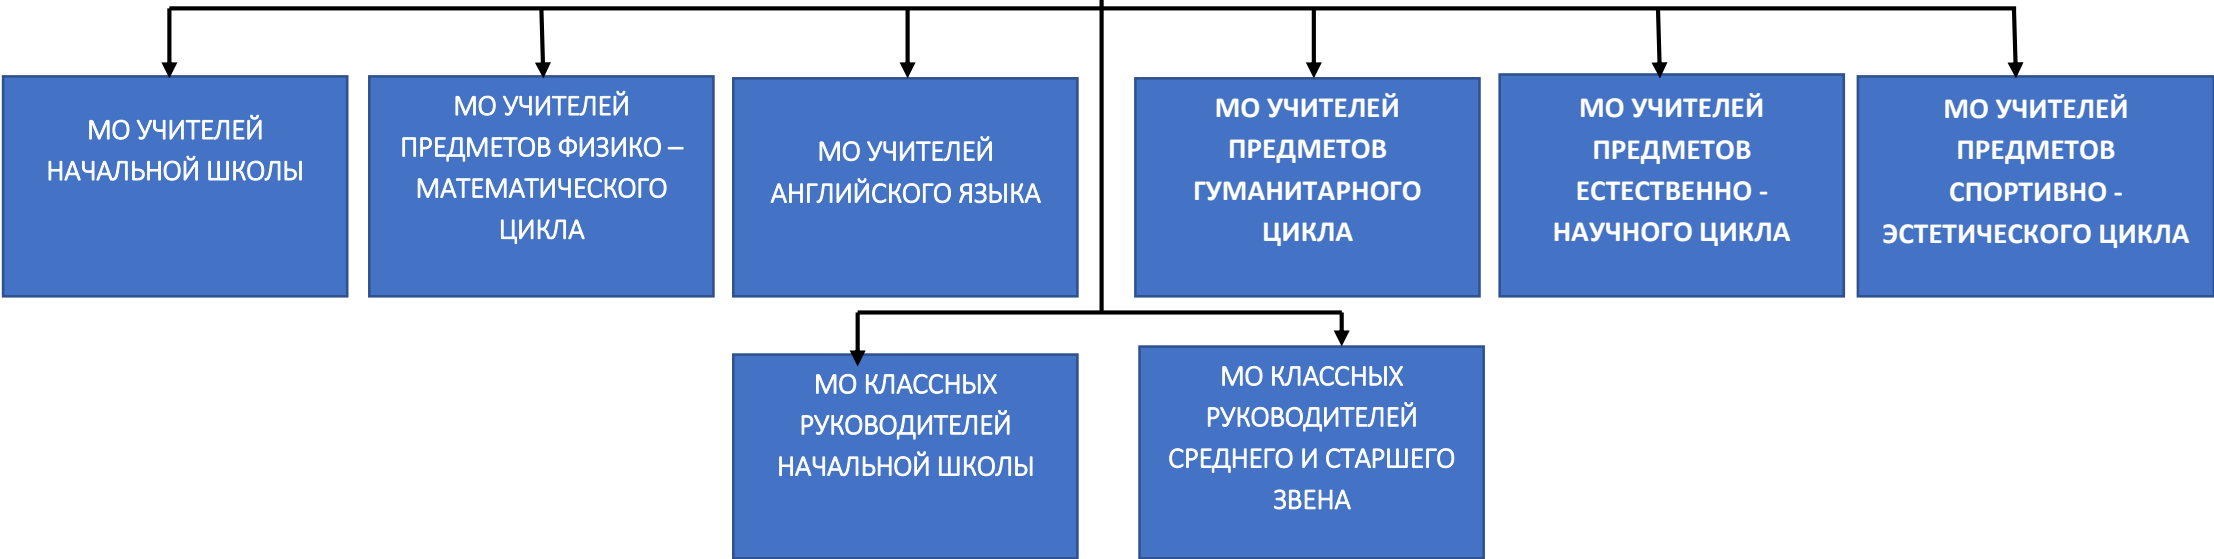 МО УЧИТЕЛЕЙ
НАЧАЛЬНОЙ ШКОЛЫ
МО УЧИТЕЛЕЙ
ПРЕДМЕТОВ ФИЗИКО –
МАТЕМАТИЧЕСКОГО
ЦИКЛА
МО УЧИТЕЛЕЙ
АНГЛИЙСКОГО ЯЗЫКА
МО УЧИТЕЛЕЙ
ПРЕДМЕТОВ
ГУМАНИТАРНОГО
ЦИКЛА
МО УЧИТЕЛЕЙ
ПРЕДМЕТОВ
ЕСТЕСТВЕННО -
НАУЧНОГО ЦИКЛА
МО УЧИТЕЛЕЙ
ПРЕДМЕТОВ
СПОРТИВНО -
ЭСТЕТИЧЕСКОГО ЦИКЛА
МО КЛАССНЫХ
РУКОВОДИТЕЛЕЙ
НАЧАЛЬНОЙ ШКОЛЫ
МО КЛАССНЫХ
РУКОВОДИТЕЛЕЙ
СРЕДНЕГО И СТАРШЕГО
ЗВЕНА